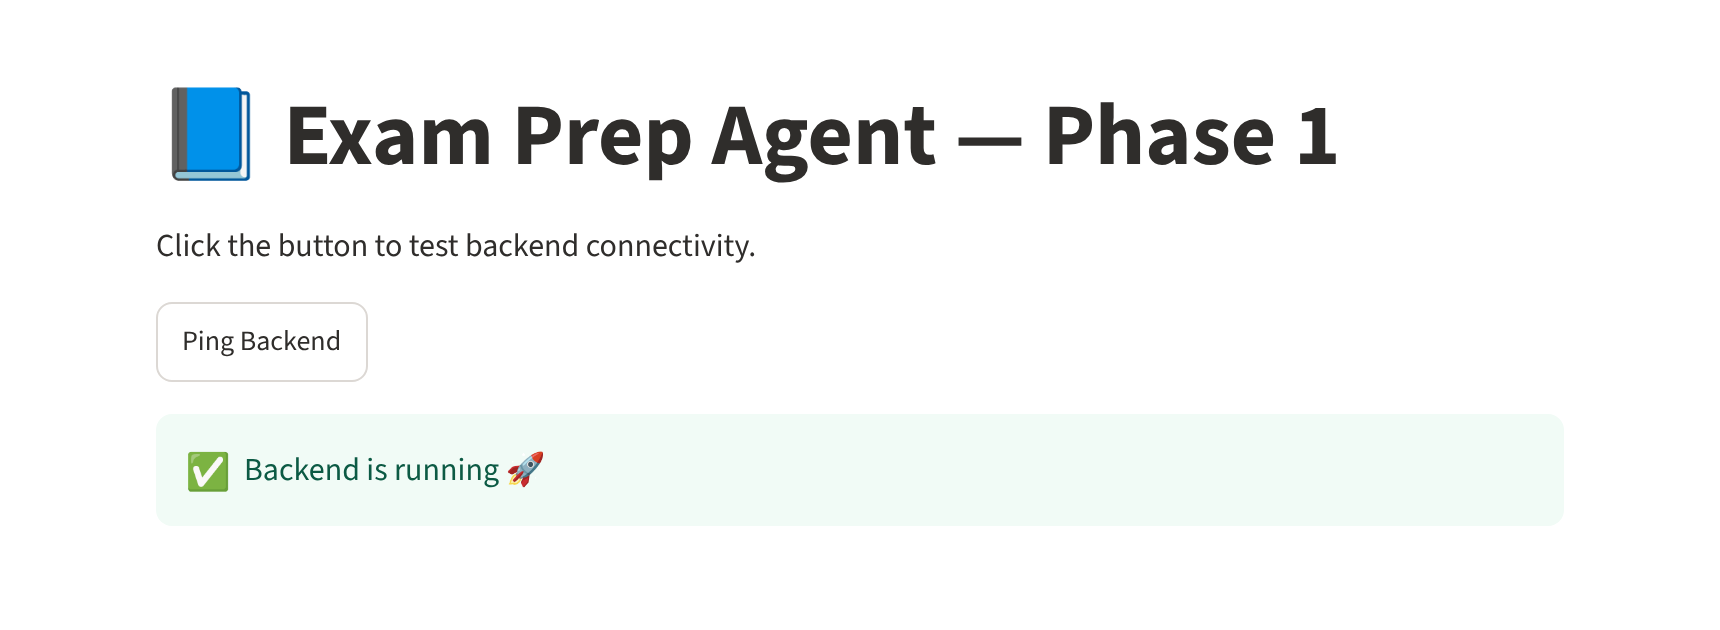 📘 Exam Prep Agent — Phase 1
Click the button to test backend connectivity.
Ping Backend
✅ Backend is running 🚀